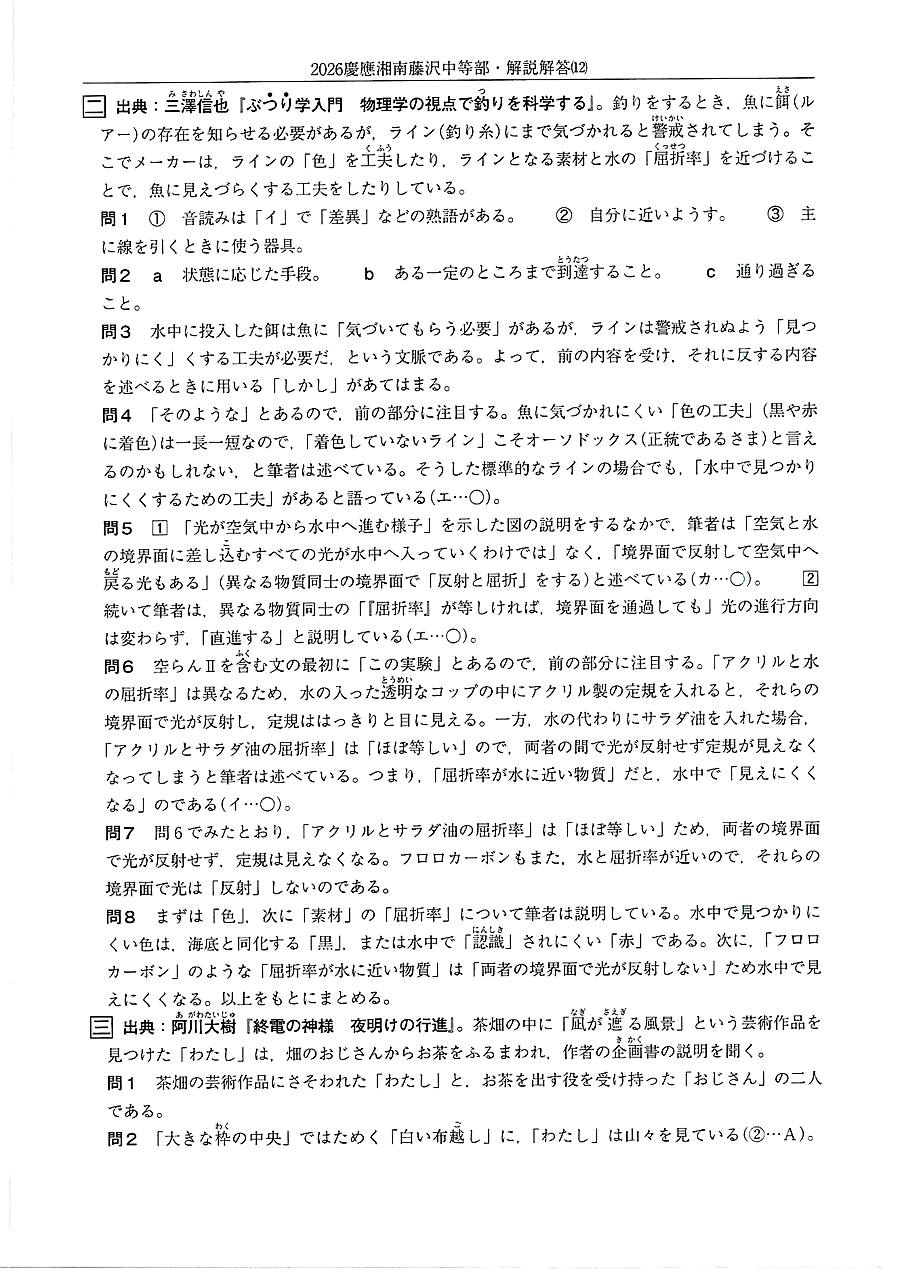 2026慶應湘南藤沢中等部・解説解答⑿
二 出典：三澤信也『ぶつり学入門　物理学の視点で釣りを科学する』。釣りをするとき，魚に餌(ル
アー)の存在を知らせる必要があるが，ライン(釣り糸)にまで気づかれると警戒されてしまう。そ
こでメーカーは，ラインの「色」を工夫したり，ラインとなる素材と水の「屈折率」を近づけるこ
とで，魚に見えづらくする工夫をしたりしている。
問1　①　音読みは「イ」で「差異」などの熟語がある。　②　自分に近いようす。　③　主
に線を引くときに使う器具。
問2　a　状態に応じた手段。　b　ある一定のところまで到達すること。　c　通り過ぎる
こと。
問3　水中に投入した餌は魚に「気づいてもらう必要」があるが，ラインは警戒されぬよう「見つ
かりにく」くする工夫が必要だ，という文脈である。よって，前の内容を受け，それに反する内容
を述べるときに用いる「しかし」があてはまる。
問4　「そのような」とあるので，前の部分に注目する。魚に気づかれにくい「色の工夫」(黒や赤
に着色)は一長一短なので，「着色していないライン」こそオーソドックス(正統であるさま)と言え
るのかもしれない，と筆者は述べている。そうした標準的なラインの場合でも，「水中で見つかり
にくくするための工夫」があると語っている(エ…〇)。
問5　1　「光が空気中から水中へ進む様子」を示した図の説明をするなかで，筆者は「空気と水
の境界面に差し込むすべての光が水中へ入っていくわけでは」なく，「境界面で反射して空気中へ
戻る光もある」(異なる物質同士の境界面で「反射と屈折」をする)と述べている(カ…〇)。　2
続いて筆者は，異なる物質同士の「『屈折率』が等しければ，境界面を通過しても」光の進行方向
は変わらず，「直進する」と説明している(エ…〇)。
問6　空らんⅡを含む文の最初に「この実験」とあるので，前の部分に注目する。「アクリルと水
の屈折率」は異なるため，水の入った透明なコップの中にアクリル製の定規を入れると，それらの
境界面で光が反射し，定規ははっきりと目に見える。一方，水の代わりにサラダ油を入れた場合，
「アクリルとサラダ油の屈折率」は「ほぼ等しい」ので，両者の間で光が反射せず定規が見えなく
なってしまうと筆者は述べている。つまり，「屈折率が水に近い物質」だと，水中で「見えにくく
なる」のである(イ…〇)。
問7　問6でみたとおり，「アクリルとサラダ油の屈折率」は「ほぼ等しい」ため，両者の境界面
で光が反射せず，定規は見えなくなる。フロロカーボンもまた，水と屈折率が近いので，それらの
境界面で光は「反射」しないのである。
問8　まずは「色」，次に「素材」の「屈折率」について筆者は説明している。水中で見つかりに
くい色は，海底と同化する「黒」，または水中で「認識」されにくい「赤」である。次に，「フロロ
カーボン」のような「屈折率が水に近い物質」は「両者の境界面で光が反射しない」ため水中で見
えにくくなる。以上をもとにまとめる。
三 出典：阿川大樹『終電の神様　夜明けの行進』。茶畑の中に「凪が遮る風景」という芸術作品を
見つけた「わたし」は，畑のおじさんからお茶をふるまわれ，作者の企画書の説明を聞く。
問1　茶畑の芸術作品にさそわれた「わたし」と，お茶を出す役を受け持った「おじさん」の二人
である。
問2　「大きな枠の中央」ではためく「白い布越し」に，「わたし」は山々を見ている(②…A)。